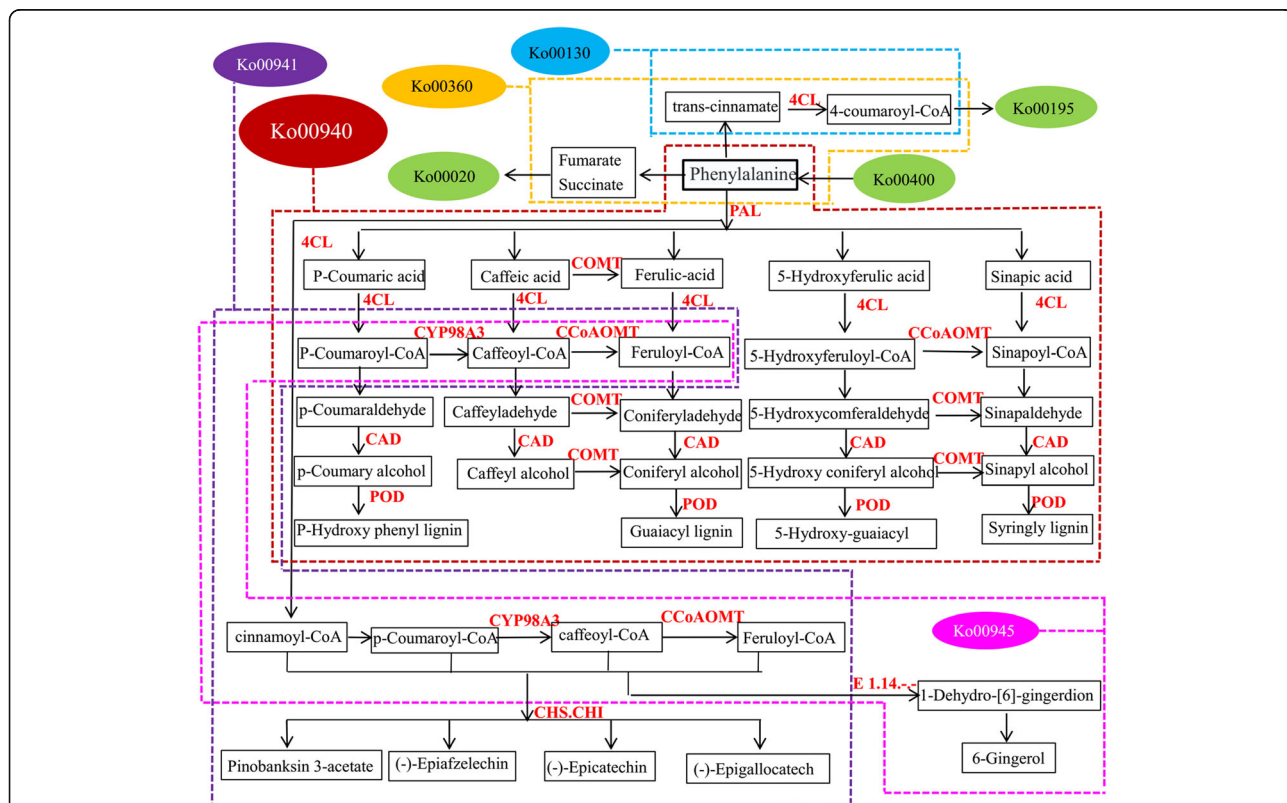 Ko00941
Ko00130
Ko00360
Ko00940
trans-cinnamate
4CL
4-coumaroyl-CoA
Ko00195
Ko00020
Fumarate
Succinate
Phenylalanine
Ko00400
PAL
4CL
P-Coumaric acid
Caffeic acid
COMT
Ferulic-acid
5-Hydroxyferulic acid
Sinapic acid
4CL
4CL
4CL
4CL
4CL
P-Coumaroyl-CoA
CYP98A3
Caffeoyl-CoA
CCoAOMT
Feruloyl-CoA
5-Hydroxyferuloyl-CoA
CCoAOMT
Sinapoyl-CoA
p-Coumaraldehyde
Caffeyladehyde
COMT
Coniferyladehyde
5-Hydroxycomferaldehyde
COMT
Sinapaldehyde
CAD
CAD
CAD
CAD
CAD
p-Coumary alcohol
Caffeyl alcohol
COMT
Coniferyl alcohol
5-Hydroxy coniferyl alcohol
COMT
Sinapyl alcohol
POD
POD
POD
POD
P-Hydroxy phenyl lignin
Guaiacyl lignin
5-Hydroxy-guaiacyl
Syringly lignin
cinnamoyl-CoA
p-Coumaroyl-CoA
CYP98A3
caffeoyl-CoA
CCoAOMT
Feruloyl-CoA
Ko00945
E 1.14.-.-
1-Dehydro-[6]-gingerdion
CHS.CHI
6-Gingerol
Pinobanksin 3-acetate
(-)-Epiafzelechin
(-)-Epicatechin
(-)-Epigallocatech